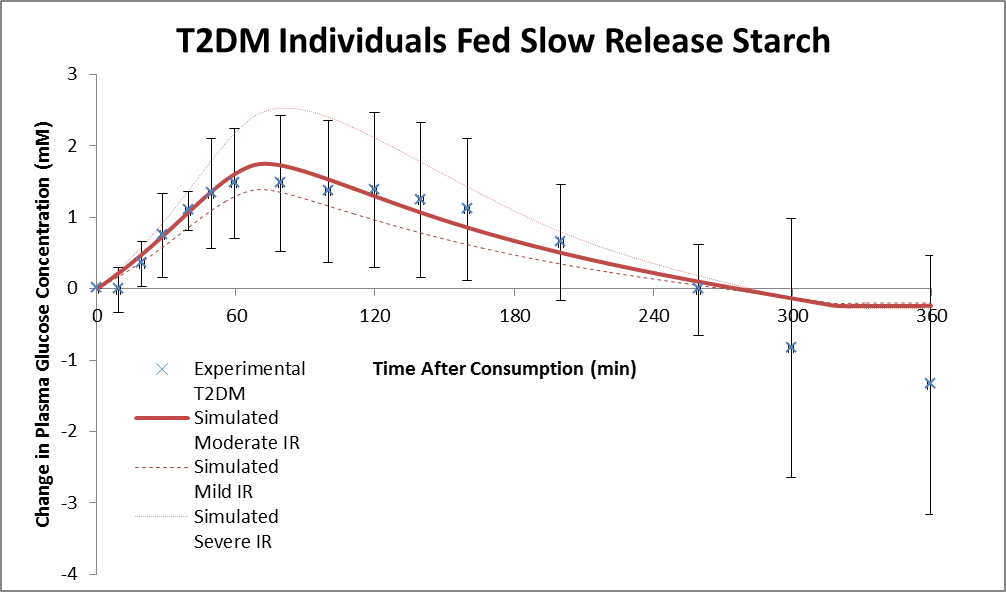 T2DM Individuals Fed Slow Release Starch
Change in Plasma Glucose Concentration (mM)
3
2
1
0
-1
-2
-3
-4
0 60 120 180 240 300 360
Time After Consumption (min)
Experimental
T2DM
Simulated
Moderate IR
Simulated
Mild IR
Simulated
Severe IR